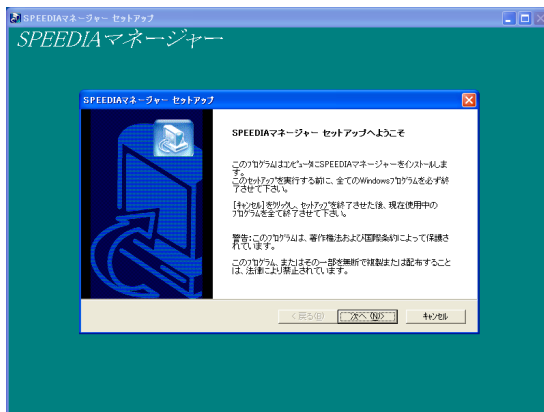 SPEEDIAマネージャー セットアップ
SPEEDIAマネージャー
SPEEDIAマネージャー セットアップ
SPEEDIAマネージャー セットアップへようこそ
このプログラムはコンピュータにSPEEDIAマネージャーをインストールしま
す。
このセットアップを実行する前に、全てのWindowsプログラムを必ず終
了させて下さい。
[キャンセル]をクリックし、セットアップを終了させた後、現在使用中の
プログラムを全て終了させて下さい。
警告:このプログラムは、著作権法および国際条約によって保護さ
れています。
このプログラム、またはその一部を無断で複製または配布すること
は、法律により禁止されています。
< 戻る(B)
次へ (N)>
キャンセル